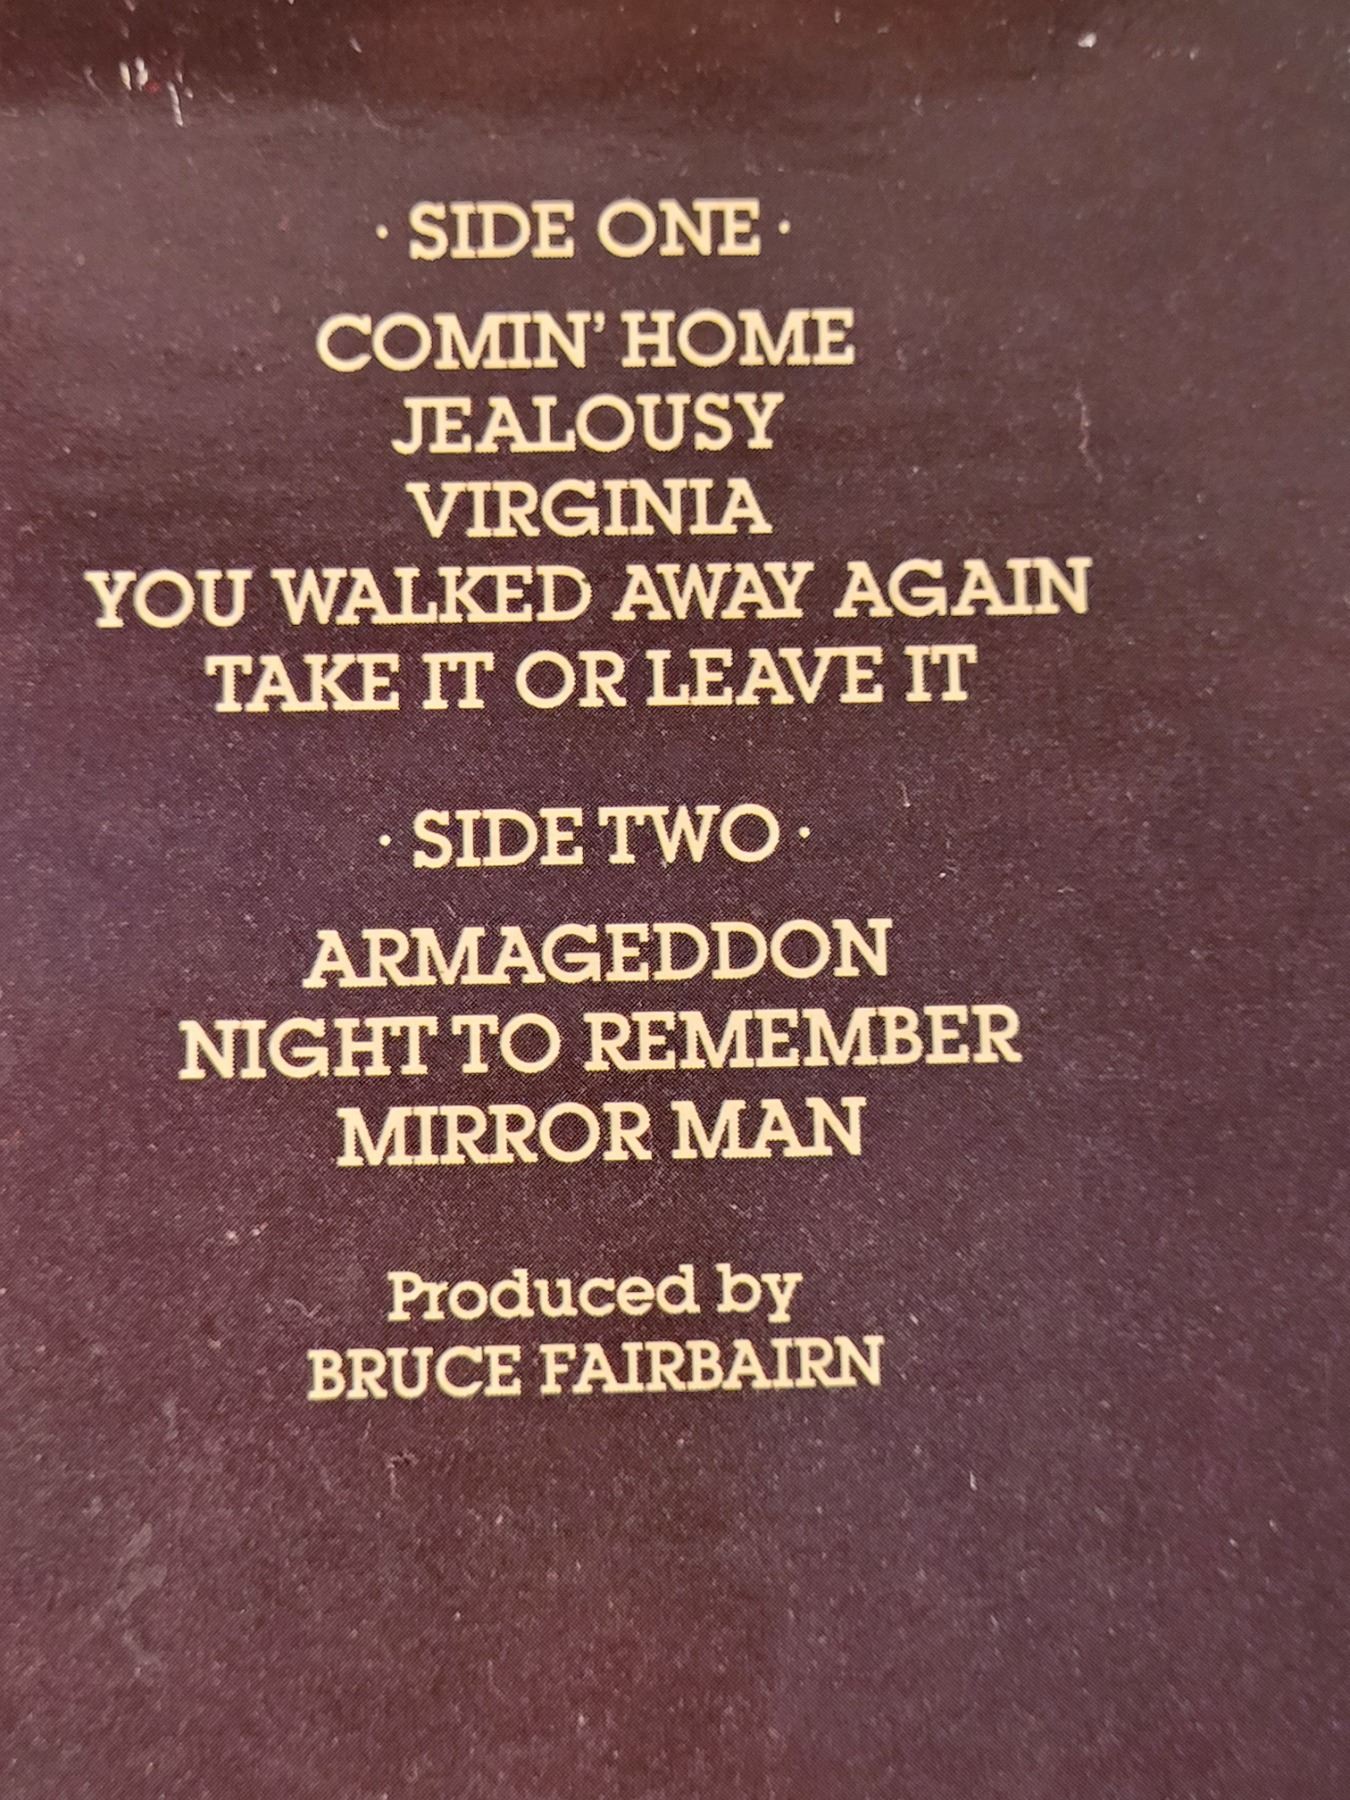 · SIDE ONE ·
COMIN' HOME
JEALOUSY
VIRGINIA
YOU WALKED AWAY AGAIN
TAKE IT OR LEAVE IT
· SIDE TWO ·
ARMAGEDDON
NIGHT TO REMEMBER
MIRROR MAN
Produced by
BRUCE FAIRBAIRN